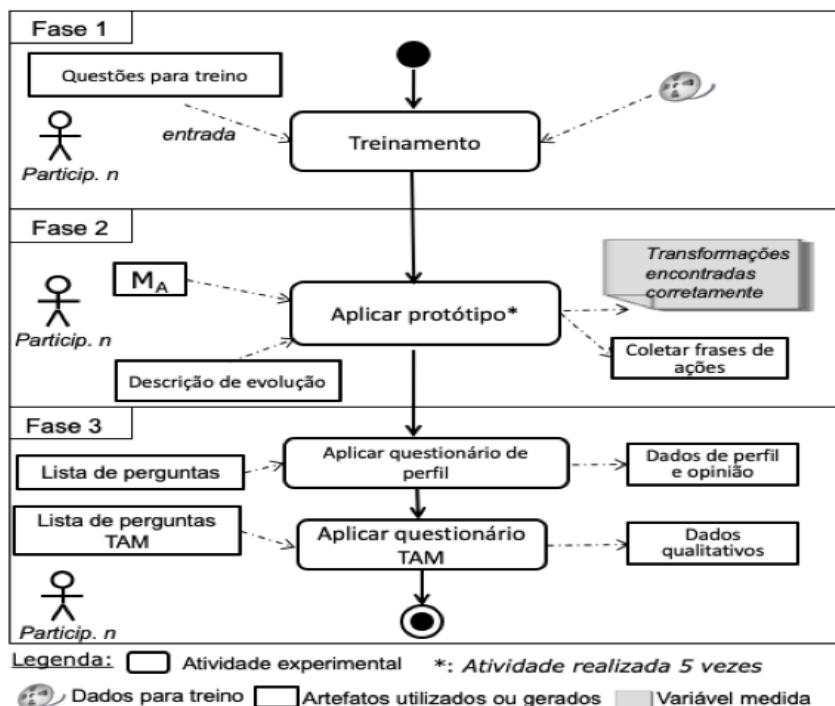 Fase 1
Questões para treino
entrada
Treinamento
Particip. n
Fase 2
M_A
Transformações
encontradas
corretamente
Aplicar protótipo*
Particip. n
Coletar frases de
ações
Descrição de evolução
Fase 3
Aplicar questionário de
perfil
Lista de perguntas
Dados de perfil
e opinião
Lista de perguntas
TAM
Aplicar questionário
TAM
Dados
qualitativos
Particip. n
Legenda: Atividade experimental *: Atividade realizada 5 vezes
Dados para treino Artefatos utilizados ou gerados Variável medida